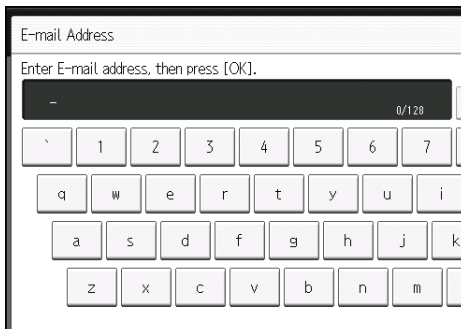 E-mail Address
Enter E-mail address, then press [OK].
_
0/128
` 1 2 3 4 5 6 7
q w e r t y u i
a s d f g h j k
z x c v b n m